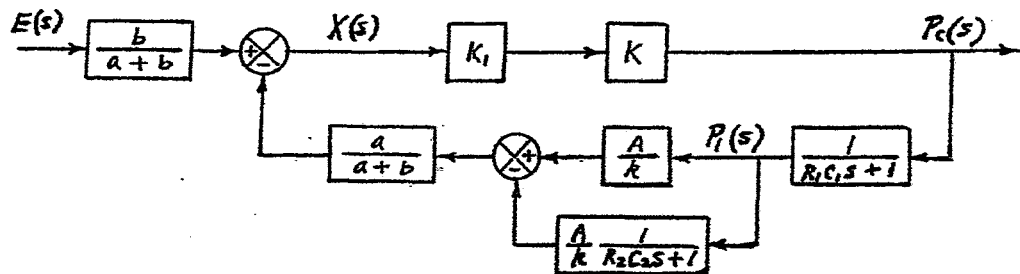 E(s)
b
a + b
+
-
X(s)
K₁
K
Pc(s)
a
a + b
+
-
A
k
P₁(s)
1
R₁C₁s + 1
A 1
k R₂C₂s + 1